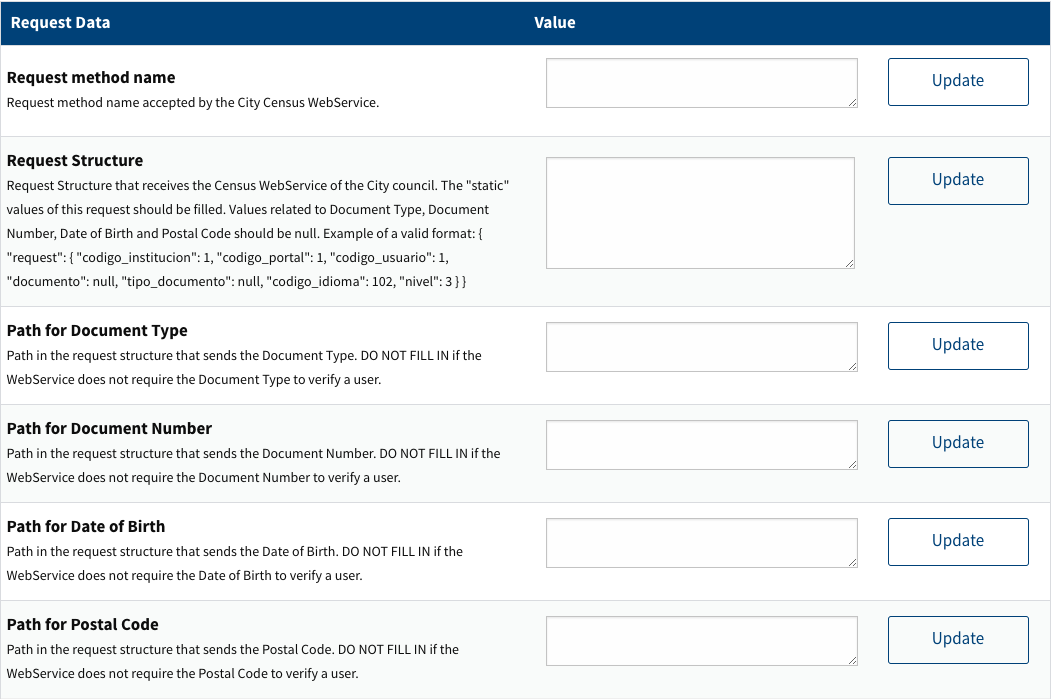 Request Data Value
Request method name
Request method name accepted by the City Census WebService.
Update
Request Structure
Request Structure that receives the Census WebService of the City council. The "static"
values of this request should be filled. Values related to Document Type, Document
Number, Date of Birth and Postal Code should be null. Example of a valid format: {
"request": { "codigo_institucion": 1, "codigo_portal": 1, "codigo_usuario": 1,
"documento": null, "tipo_documento": null, "codigo_idioma": 102, "nivel": 3 } }
Update
Path for Document Type
Path in the request structure that sends the Document Type. DO NOT FILL IN if the
WebService does not require the Document Type to verify a user.
Update
Path for Document Number
Path in the request structure that sends the Document Number. DO NOT FILL IN if the
WebService does not require the Document Number to verify a user.
Update
Path for Date of Birth
Path in the request structure that sends the Date of Birth. DO NOT FILL IN if the
WebService does not require the Date of Birth to verify a user.
Update
Path for Postal Code
Path in the request structure that sends the Postal Code. DO NOT FILL IN if the
WebService does not require the Postal Code to verify a user.
Update